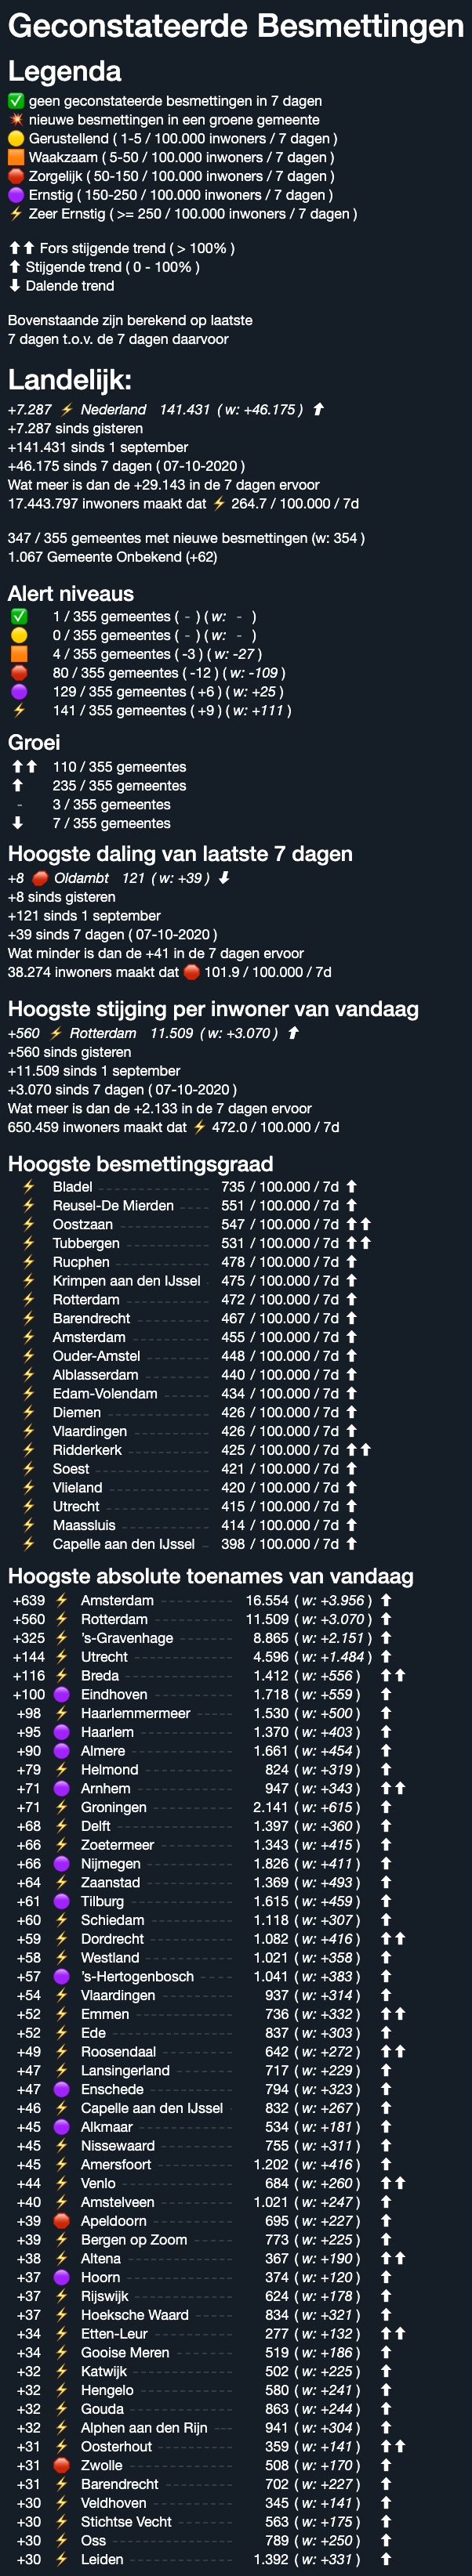 Geconstateerde Besmettingen
Legenda
✅ geen geconstateerde besmettingen in 7 dagen
💥 nieuwe besmettingen in een groene gemeente
🟡 Gerustellend ( 1-5 / 100.000 inwoners / 7 dagen )
🟧 Waakzaam ( 5-50 / 100.000 inwoners / 7 dagen )
🛑 Zorgelijk ( 50-150 / 100.000 inwoners / 7 dagen )
🟣 Ernstig ( 150-250 / 100.000 inwoners / 7 dagen )
⚡ Zeer Ernstig ( >= 250 / 100.000 inwoners / 7 dagen )
⬆⬆ Fors stijgende trend ( > 100% )
⬆ Stijgende trend ( 0 - 100% )
⬇ Dalende trend
Bovenstaande zijn berekend op laatste
7 dagen t.o.v. de 7 dagen daarvoor
Landelijk:
+7.287 ⚡ Nederland 141.431 ( w: +46.175 ) ⬆
+7.287 sinds gisteren
+141.431 sinds 1 september
+46.175 sinds 7 dagen ( 07-10-2020 )
Wat meer is dan de +29.143 in de 7 dagen ervoor
17.443.797 inwoners maakt dat ⚡ 264.7 / 100.000 / 7d
347 / 355 gemeentes met nieuwe besmettingen (w: 354 )
1.067 Gemeente Onbekend (+62)
Alert niveaus
✅ 1 / 355 gemeentes ( - ) ( w: - )
🟡 0 / 355 gemeentes ( - ) ( w: - )
🟧 4 / 355 gemeentes ( -3 ) ( w: -27 )
🛑 80 / 355 gemeentes ( -12 ) ( w: -109 )
🟣 129 / 355 gemeentes ( +6 ) ( w: +25 )
⚡ 141 / 355 gemeentes ( +9 ) ( w: +111 )
Groei
⬆⬆ 110 / 355 gemeentes
⬆ 235 / 355 gemeentes
- 3 / 355 gemeentes
⬇ 7 / 355 gemeentes
Hoogste daling van laatste 7 dagen
+8 🛑 Oldambt 121 ( w: +39 ) ⬇
+8 sinds gisteren
+121 sinds 1 september
+39 sinds 7 dagen ( 07-10-2020 )
Wat minder is dan de +41 in de 7 dagen ervoor
38.274 inwoners maakt dat 🛑 101.9 / 100.000 / 7d
Hoogste stijging per inwoner van vandaag
+560 ⚡ Rotterdam 11.509 ( w: +3.070 ) ⬆
+560 sinds gisteren
+11.509 sinds 1 september
+3.070 sinds 7 dagen ( 07-10-2020 )
Wat meer is dan de +2.133 in de 7 dagen ervoor
650.459 inwoners maakt dat ⚡ 472.0 / 100.000 / 7d
Hoogste besmettingsgraad
⚡ Bladel 735 / 100.000 / 7d ⬆
⚡ Reusel-De Mierden 551 / 100.000 / 7d ⬆
⚡ Oostzaan 547 / 100.000 / 7d ⬆⬆
⚡ Tubbergen 531 / 100.000 / 7d ⬆⬆
⚡ Rucphen 478 / 100.000 / 7d ⬆
⚡ Krimpen aan den IJssel 475 / 100.000 / 7d ⬆
⚡ Rotterdam 472 / 100.000 / 7d ⬆
⚡ Barendrecht 467 / 100.000 / 7d ⬆
⚡ Amsterdam 455 / 100.000 / 7d ⬆
⚡ Ouder-Amstel 448 / 100.000 / 7d ⬆
⚡ Alblasserdam 440 / 100.000 / 7d ⬆
⚡ Edam-Volendam 434 / 100.000 / 7d ⬆
⚡ Diemen 426 / 100.000 / 7d ⬆
⚡ Vlaardingen 426 / 100.000 / 7d ⬆
⚡ Ridderkerk 425 / 100.000 / 7d ⬆⬆
⚡ Soest 421 / 100.000 / 7d ⬆
⚡ Vlieland 420 / 100.000 / 7d ⬆
⚡ Utrecht 415 / 100.000 / 7d ⬆
⚡ Maassluis 414 / 100.000 / 7d ⬆
⚡ Capelle aan den IJssel 398 / 100.000 / 7d ⬆
Hoogste absolute toenames van vandaag
+639 ⚡ Amsterdam 16.554 ( w: +3.956 ) ⬆
+560 ⚡ Rotterdam 11.509 ( w: +3.070 ) ⬆
+325 ⚡ 's-Gravenhage 8.865 ( w: +2.151 ) ⬆
+144 ⚡ Utrecht 4.596 ( w: +1.484 ) ⬆
+116 ⚡ Breda 1.412 ( w: +556 ) ⬆⬆
+100 🟣 Eindhoven 1.718 ( w: +559 ) ⬆
+98 ⚡ Haarlemmermeer 1.530 ( w: +500 ) ⬆
+95 🟣 Haarlem 1.370 ( w: +403 ) ⬆
+90 🟣 Almere 1.661 ( w: +454 ) ⬆
+79 ⚡ Helmond 824 ( w: +319 ) ⬆
+71 🟣 Arnhem 947 ( w: +343 ) ⬆⬆
+71 ⚡ Groningen 2.141 ( w: +615 ) ⬆
+68 ⚡ Delft 1.397 ( w: +360 ) ⬆
+66 ⚡ Zoetermeer 1.343 ( w: +415 ) ⬆
+66 🟣 Nijmegen 1.826 ( w: +411 ) ⬆
+64 ⚡ Zaanstad 1.369 ( w: +493 ) ⬆
+61 🟣 Tilburg 1.615 ( w: +459 ) ⬆
+60 ⚡ Schiedam 1.118 ( w: +307 ) ⬆
+59 ⚡ Dordrecht 1.082 ( w: +416 ) ⬆⬆
+58 ⚡ Westland 1.021 ( w: +358 ) ⬆
+57 🟣 's-Hertogenbosch 1.041 ( w: +383 ) ⬆
+54 ⚡ Vlaardingen 937 ( w: +314 ) ⬆
+52 ⚡ Emmen 736 ( w: +332 ) ⬆⬆
+52 ⚡ Ede 837 ( w: +303 ) ⬆
+49 ⚡ Roosendaal 642 ( w: +272 ) ⬆⬆
+47 ⚡ Lansingerland 717 ( w: +229 ) ⬆
+47 🟣 Enschede 794 ( w: +323 ) ⬆
+46 ⚡ Capelle aan den IJssel 832 ( w: +267 ) ⬆
+45 🟣 Alkmaar 534 ( w: +181 ) ⬆
+45 ⚡ Nissewaard 755 ( w: +311 ) ⬆
+45 ⚡ Amersfoort 1.202 ( w: +416 ) ⬆
+44 ⚡ Venlo 684 ( w: +260 ) ⬆⬆
+40 ⚡ Amstelveen 1.021 ( w: +247 ) ⬆
+39 🛑 Apeldoorn 695 ( w: +227 ) ⬆
+39 ⚡ Bergen op Zoom 773 ( w: +225 ) ⬆
+38 ⚡ Altena 367 ( w: +190 ) ⬆⬆
+37 🟣 Hoorn 374 ( w: +120 ) ⬆
+37 ⚡ Rijswijk 624 ( w: +178 ) ⬆
+37 ⚡ Hoeksche Waard 834 ( w: +321 ) ⬆
+34 ⚡ Etten-Leur 277 ( w: +132 ) ⬆⬆
+34 ⚡ Gooise Meren 519 ( w: +186 ) ⬆
+32 ⚡ Katwijk 502 ( w: +225 ) ⬆
+32 ⚡ Hengelo 580 ( w: +241 ) ⬆
+32 ⚡ Gouda 863 ( w: +244 ) ⬆
+32 ⚡ Alphen aan den Rijn 941 ( w: +304 ) ⬆
+31 ⚡ Oosterhout 359 ( w: +141 ) ⬆⬆
+31 🛑 Zwolle 508 ( w: +170 ) ⬆
+31 ⚡ Barendrecht 702 ( w: +227 ) ⬆
+30 ⚡ Veldhoven 345 ( w: +141 ) ⬆
+30 ⚡ Stichtse Vecht 563 ( w: +175 ) ⬆
+30 ⚡ Oss 789 ( w: +250 ) ⬆
+30 ⚡ Leiden 1.392 ( w: +331 ) ⬆